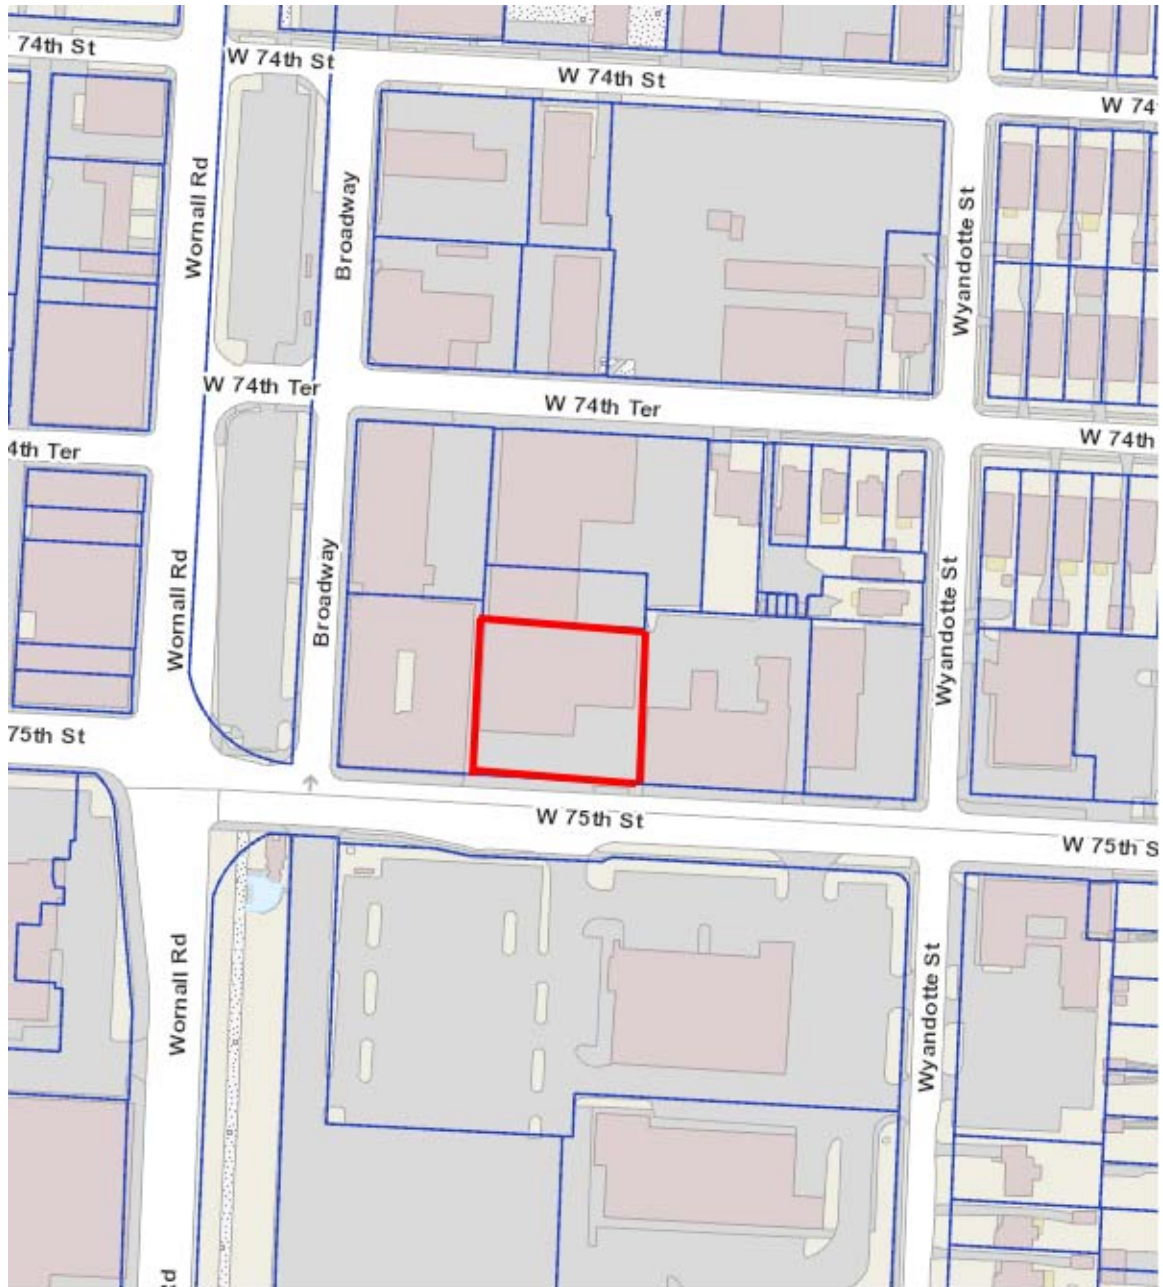 74th St
W 74th St
W 74th St
W 74
Wornall Rd
Broadway
Wyandotte St
W 74th Ter
W 74th Ter
W 74th
4th Ter
Wornall Rd
Broadway
Wyandotte St
75th St
W 75th St
W 75th S
Wornall Rd
Wyandotte St
Rd